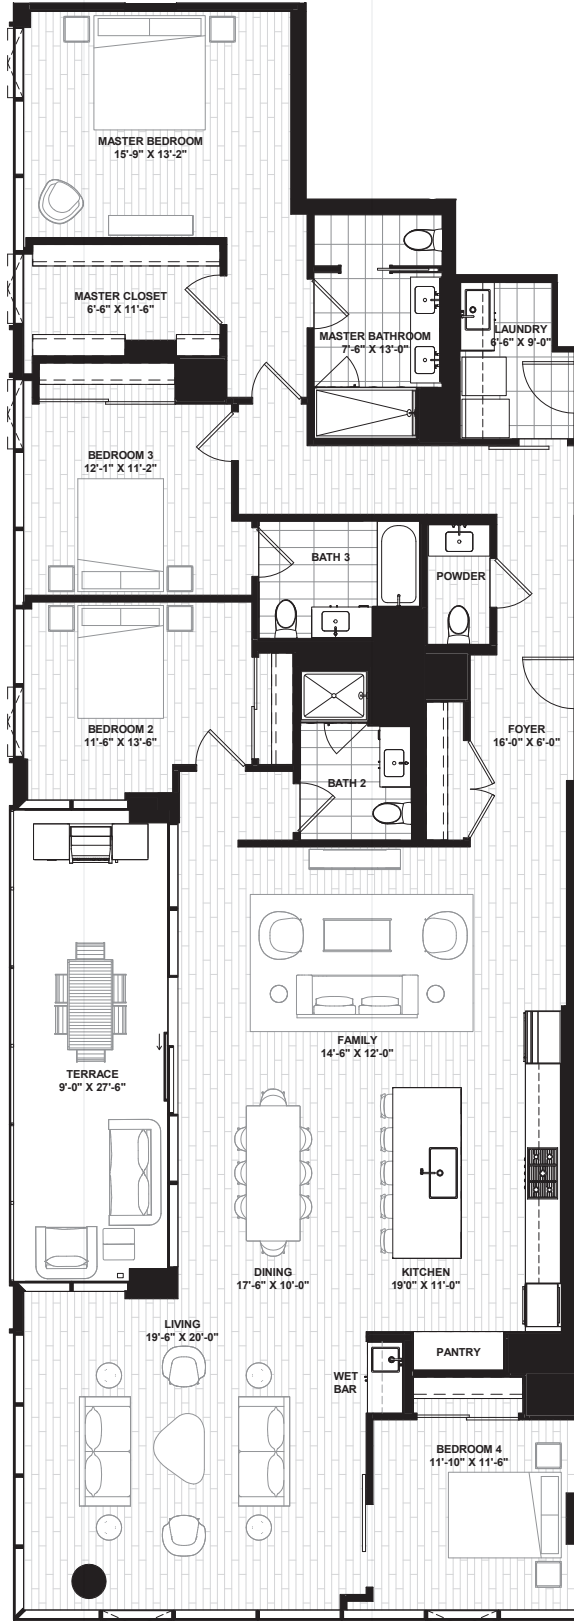 MASTER BEDROOM
15'-9" X 13'-2"
MASTER CLOSET
6'-6" X 11'-6"
MASTER BATHROOM
7'-6" X 13'-0"
LAUNDRY
6'-6" X 9'-0"
BEDROOM 3
12'-1" X 11'-2"
BATH 3
POWDER
BEDROOM 2
11'-6" X 13'-6"
FOYER
16'-0" X 6'-0"
BATH 2
FAMILY
14'-6" X 12'-0"
TERRACE
9'-0" X 27'-6"
DINING
17'-6" X 10'-0"
KITCHEN
19'0" X 11'-0"
LIVING
19'-6" X 20'-0"
PANTRY
WET
BAR
BEDROOM 4
11'-10" X 11'-6"